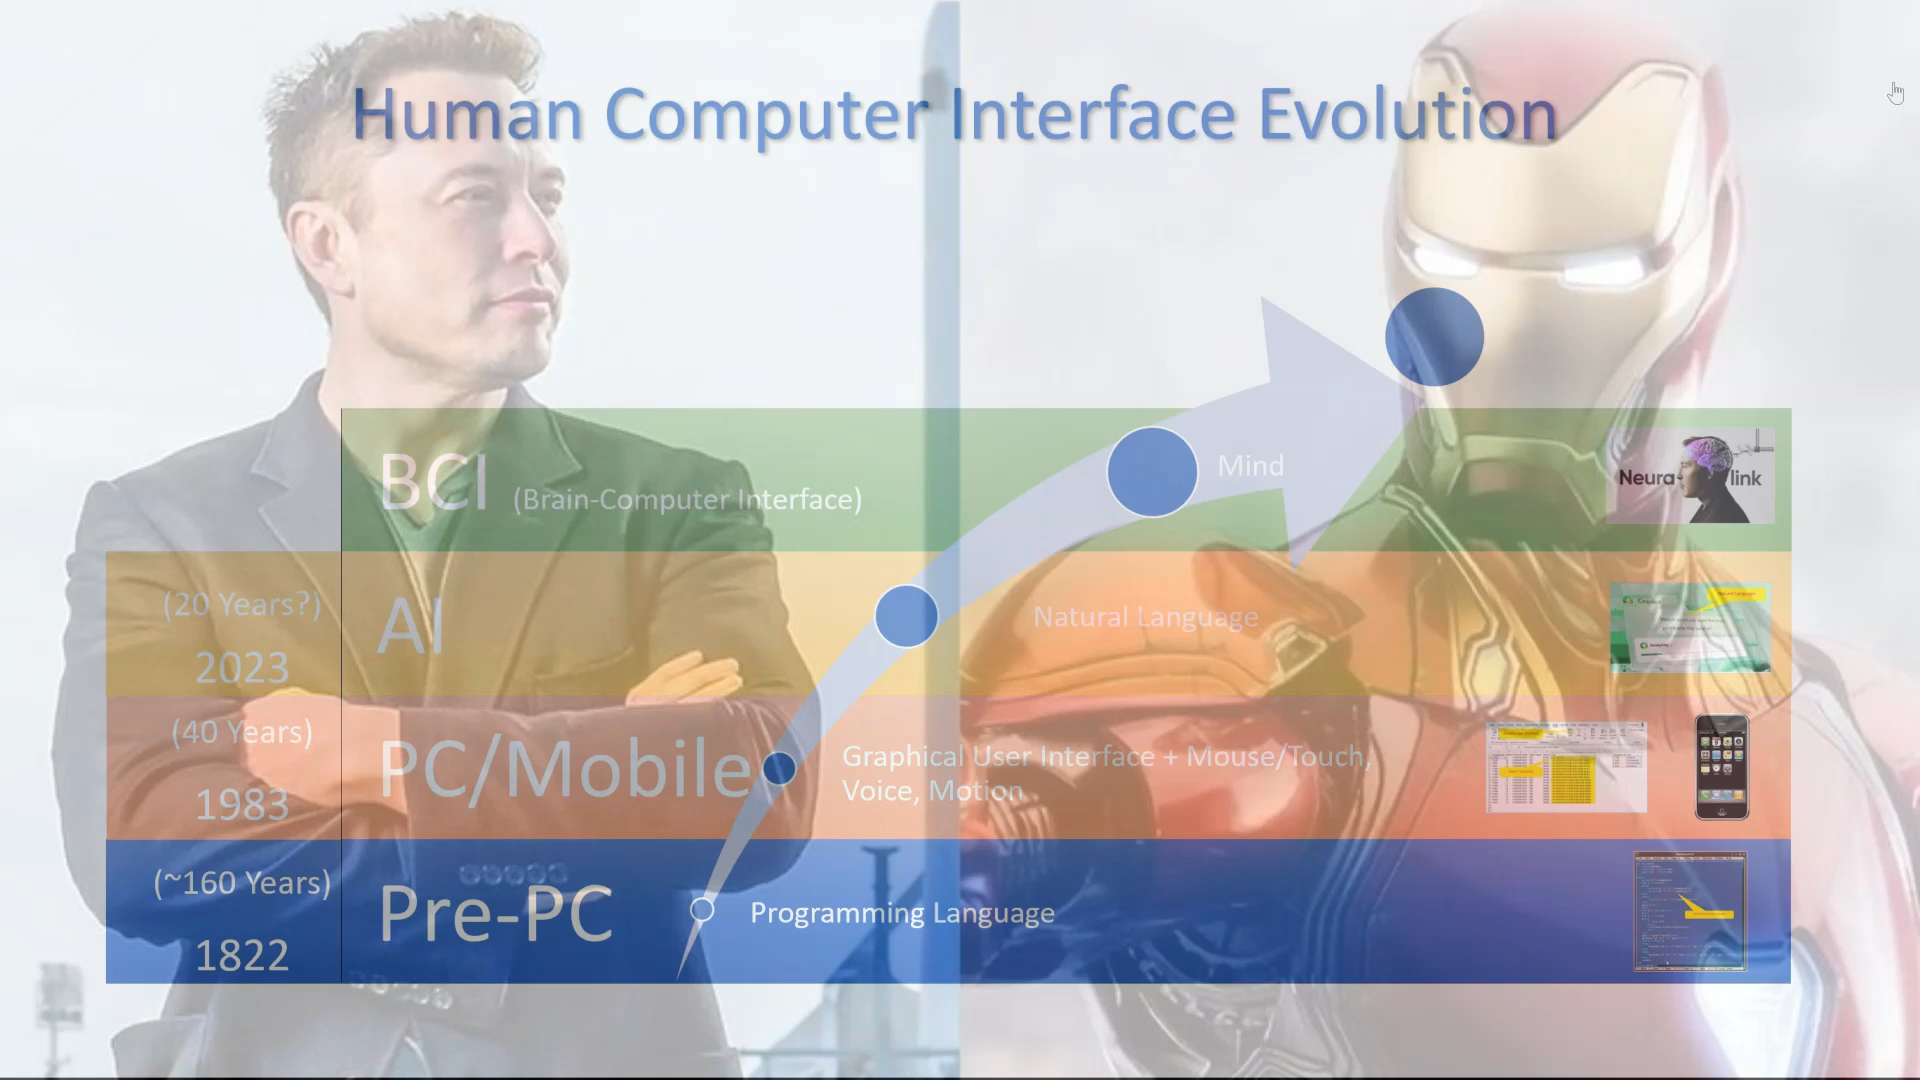 Human Computer Interface Evolution
BCI (Brain-Computer Interface)
Mind
Neura link
(20 Years?)
2023
AI
Natural Language
(40 Years)
1983
PC/Mobile
Graphical User Interface + Mouse/Touch,
Voice, Motion
(~160 Years)
1822
Pre-PC
Programming Language